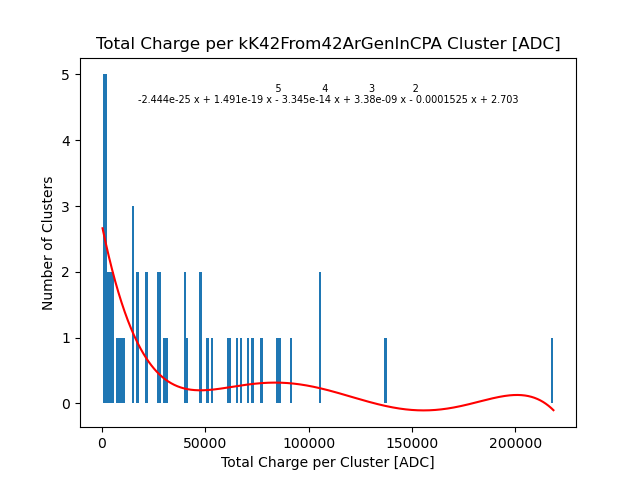 Total Charge per kK42From42ArGenInCPA Cluster [ADC]
5
5 4 3 2
-2.444e-25 x + 1.491e-19 x - 3.345e-14 x + 3.38e-09 x - 0.0001525 x + 2.703
4
3
2
1
0
Number of Clusters
0 50000 100000 150000 200000
Total Charge per Cluster [ADC]